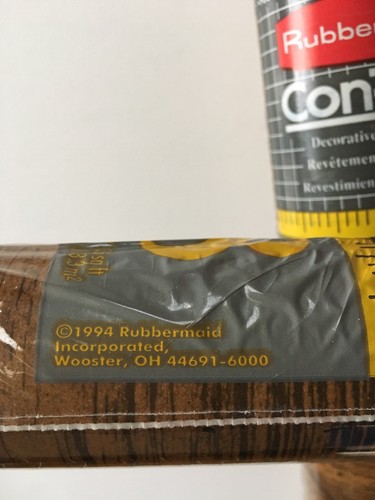 Rubber
Con
Decorative
Revêtemen
Revestimien
©1994 Rubbermaid
Incorporated,
Wooster, OH 44691-6000